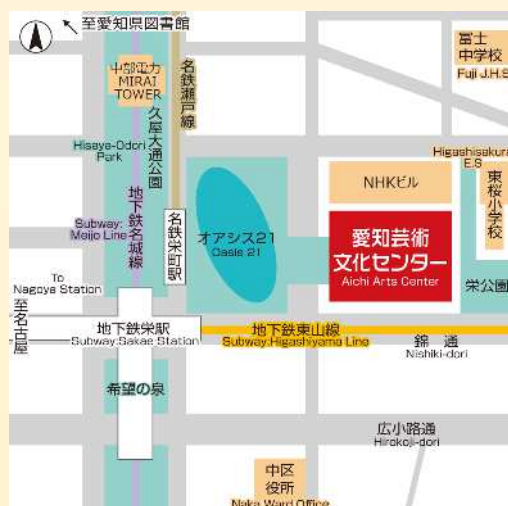 至愛知県図書館
中部電力
MIRAI
TOWER
名鉄瀬戸線
冨士
中学校
Fuji J.H.S
Hisaya-Odori
Park
久屋大通公園
Higashisakura
E.S
東桜小学校
NHKビル
地下鉄名城線
Subway:
Meijo Line
名鉄栄町駅
オアシス21
Oasis 21
愛知芸術
文化センター
Aichi Arts Center
栄公園
To
Nagoya Station
至名古屋
地下鉄栄駅
Subway:Sakae Station
地下鉄東山線
Subway:Higashiyama Line
錦 通
Nishiki-dori
希望の泉
広小路通
Hirokoji-dori
中区
役所
Naka Ward Office